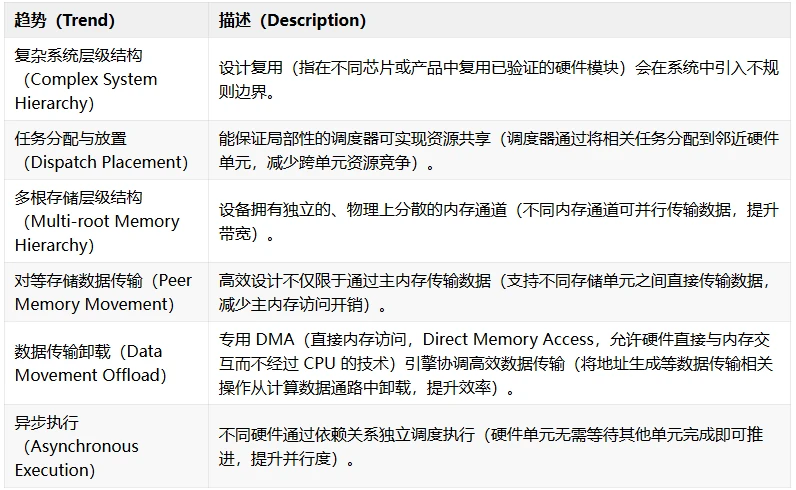 趋势（Trend）
描述（Description）
复杂系统层级结构
（Complex System
Hierarchy）
设计复用（指在不同芯片或产品中复用已验证的硬件模块）会在系统中引入不规
则边界。
任务分配与放置
（Dispatch Placement）
能保证局部性的调度器可实现资源共享（调度器通过将相关任务分配到邻近硬件
单元，减少跨单元资源竞争）。
多根存储层级结构
（Multi-root Memory
Hierarchy）
设备拥有独立的、物理上分散的内存通道（不同内存通道可并行传输数据，提升
带宽）。
对等存储数据传输（Peer
Memory Movement）
高效设计不仅限于通过主内存传输数据（支持不同存储单元之间直接传输数据，
减少主内存访问开销）。
数据传输卸载（Data
Movement Offload）
专用 DMA（直接内存访问，Direct Memory Access，允许硬件直接与内存交
互而不经过 CPU 的技术）引擎协调高效数据传输（将地址生成等数据传输相关
操作从计算数据通路中卸载，提升效率）。
异步执行
（Asynchronous
Execution）
不同硬件通过依赖关系独立调度执行（硬件单元无需等待其他单元完成即可推
进，提升并行度）。